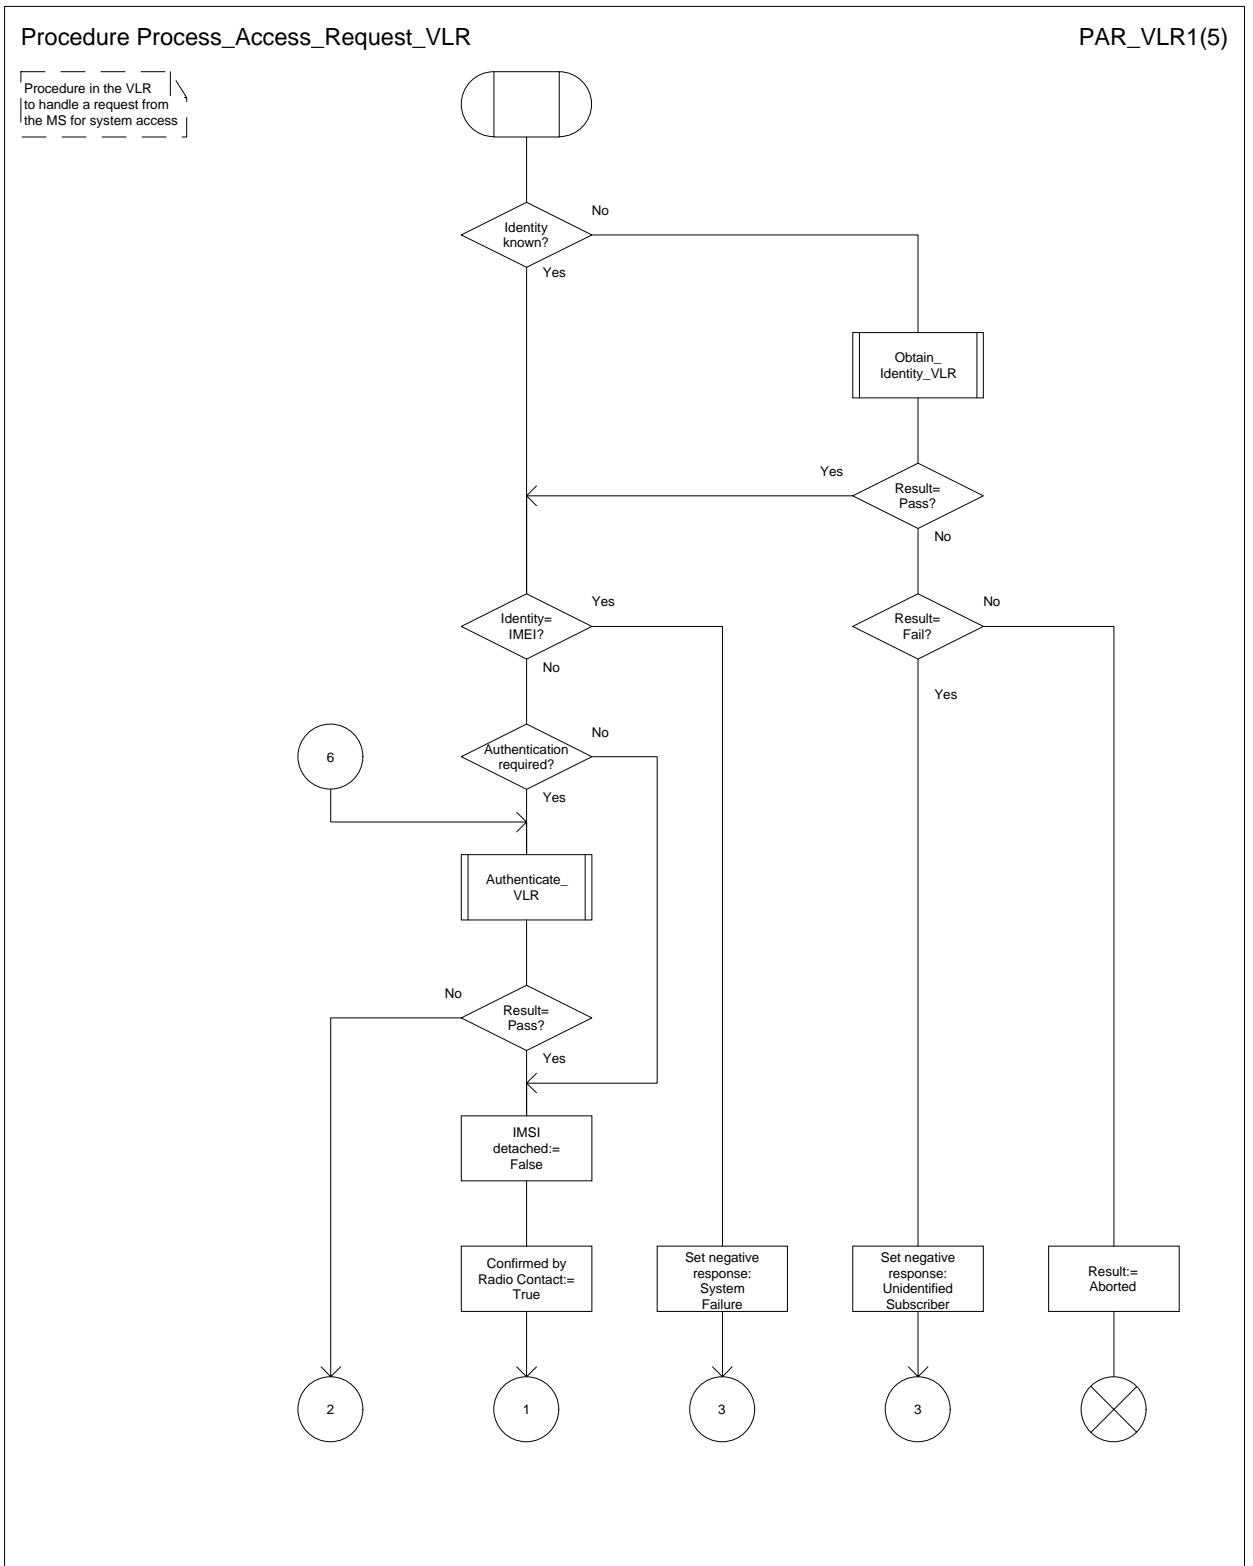 Procedure Process_Access_Request_VLR
PAR_VLR1(5)
Procedure in the VLR
to handle a request from
the MS for system access
Identity
known?
No
Yes
Obtain_
Identity_VLR
Yes
Result=
Pass?
No
Identity=
IMEI?
Yes
No
Result=
Fail?
No
Yes
6
Authentication
required?
No
Yes
Authenticate_
VLR
No
Result=
Pass?
Yes
IMSI
detached:=
False
Confirmed by
Radio Contact:=
True
Set negative
response:
System
Failure
Set negative
response:
Unidentified
Subscriber
Result:=
Aborted
2
1
3
3